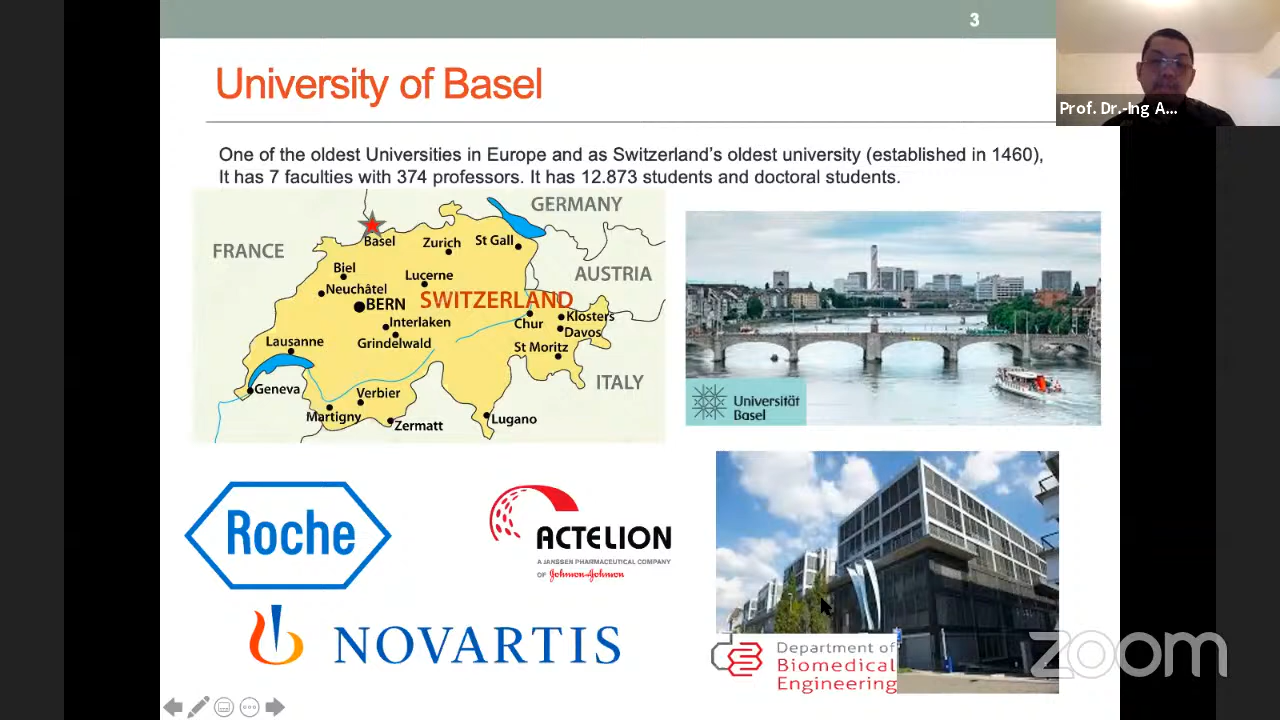 3
University of Basel
Prof. Dr.-Ing A...
One of the oldest Universities in Europe and as Switzerland's oldest university (established in 1460),
It has 7 faculties with 374 professors. It has 12.873 students and doctoral students.
GERMANY
FRANCE
Basel
Zurich
St Gall
AUSTRIA
Biel
Lucerne
Neuchâtel
BERN
SWITZERLAND
Interlaken
Chur
Klosters
Davos
Lausanne
Grindelwald
St Moritz
ITALY
Geneva
Verbier
Martigny
Zermatt
Lugano
Universität
Basel
Roche
ACTELION
A JANSSEN PHARMACEUTICAL COMPANY
OF Johnson-Johnson
NOVARTIS
Department of
Biomedical
Engineering
zoom